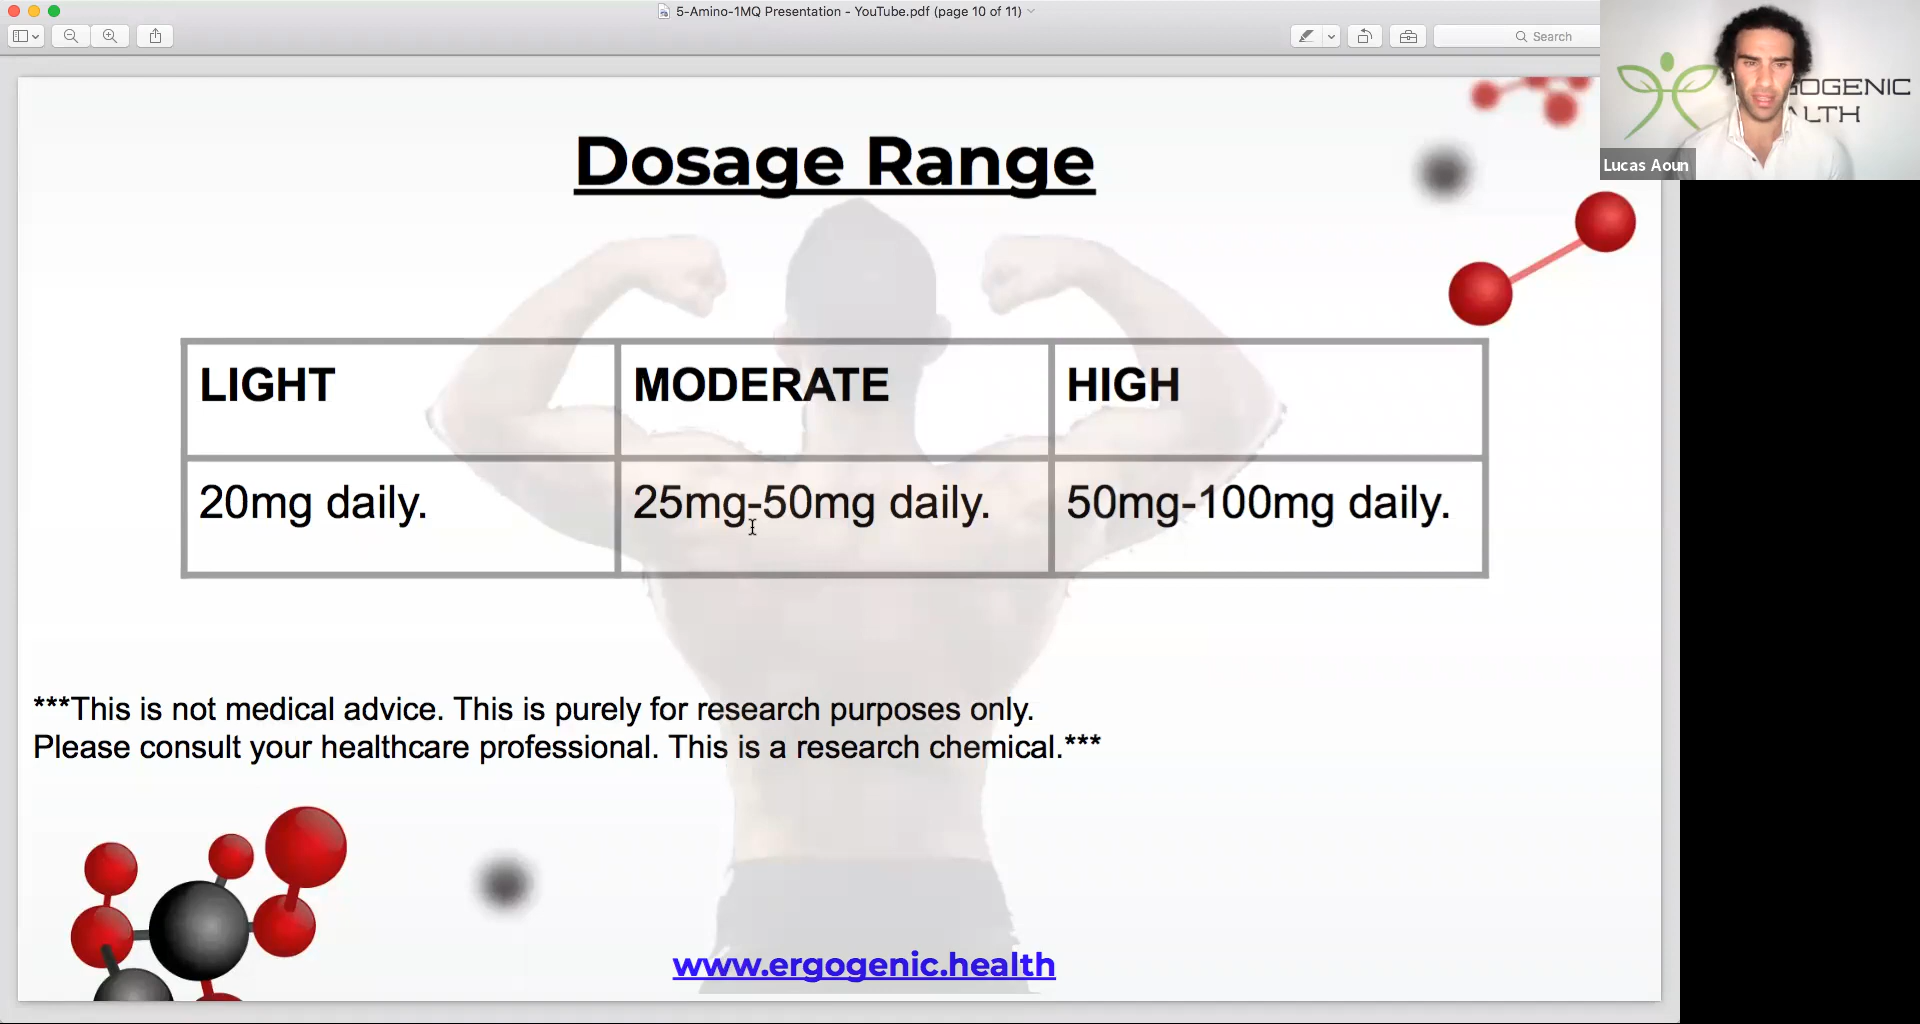 5-Amino-1MQ Presentation - YouTube.pdf (page 10 of 11)
Search
OGENIC
ALTH
Lucas Aoun
Dosage Range
LIGHT
MODERATE
HIGH
20mg daily.
25mg-50mg daily.
50mg-100mg daily.
***This is not medical advice. This is purely for research purposes only.
Please consult your healthcare professional. This is a research chemical.***
www.ergogenic.health